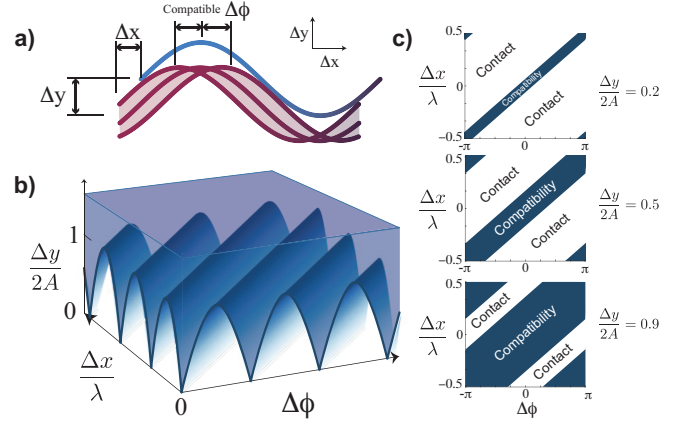 a)
Δx
Compatible
Δϕ
Δy
Δx
Δy
b)
1
Δy
2A
0
Δx
λ
0
Δϕ
c)
0.5
Contact
Δx
λ
0
Compatibility
Contact
-0.5
-π
0
π
Δy
2A = 0.2
0.5
Contact
Δx
λ
0
Compatibility
Contact
-0.5
-π
0
π
Δy
2A = 0.5
0.5
Contact
Δx
λ
0
Compatibility
Contact
-0.5
-π
0
π
Δϕ
Δy
2A = 0.9